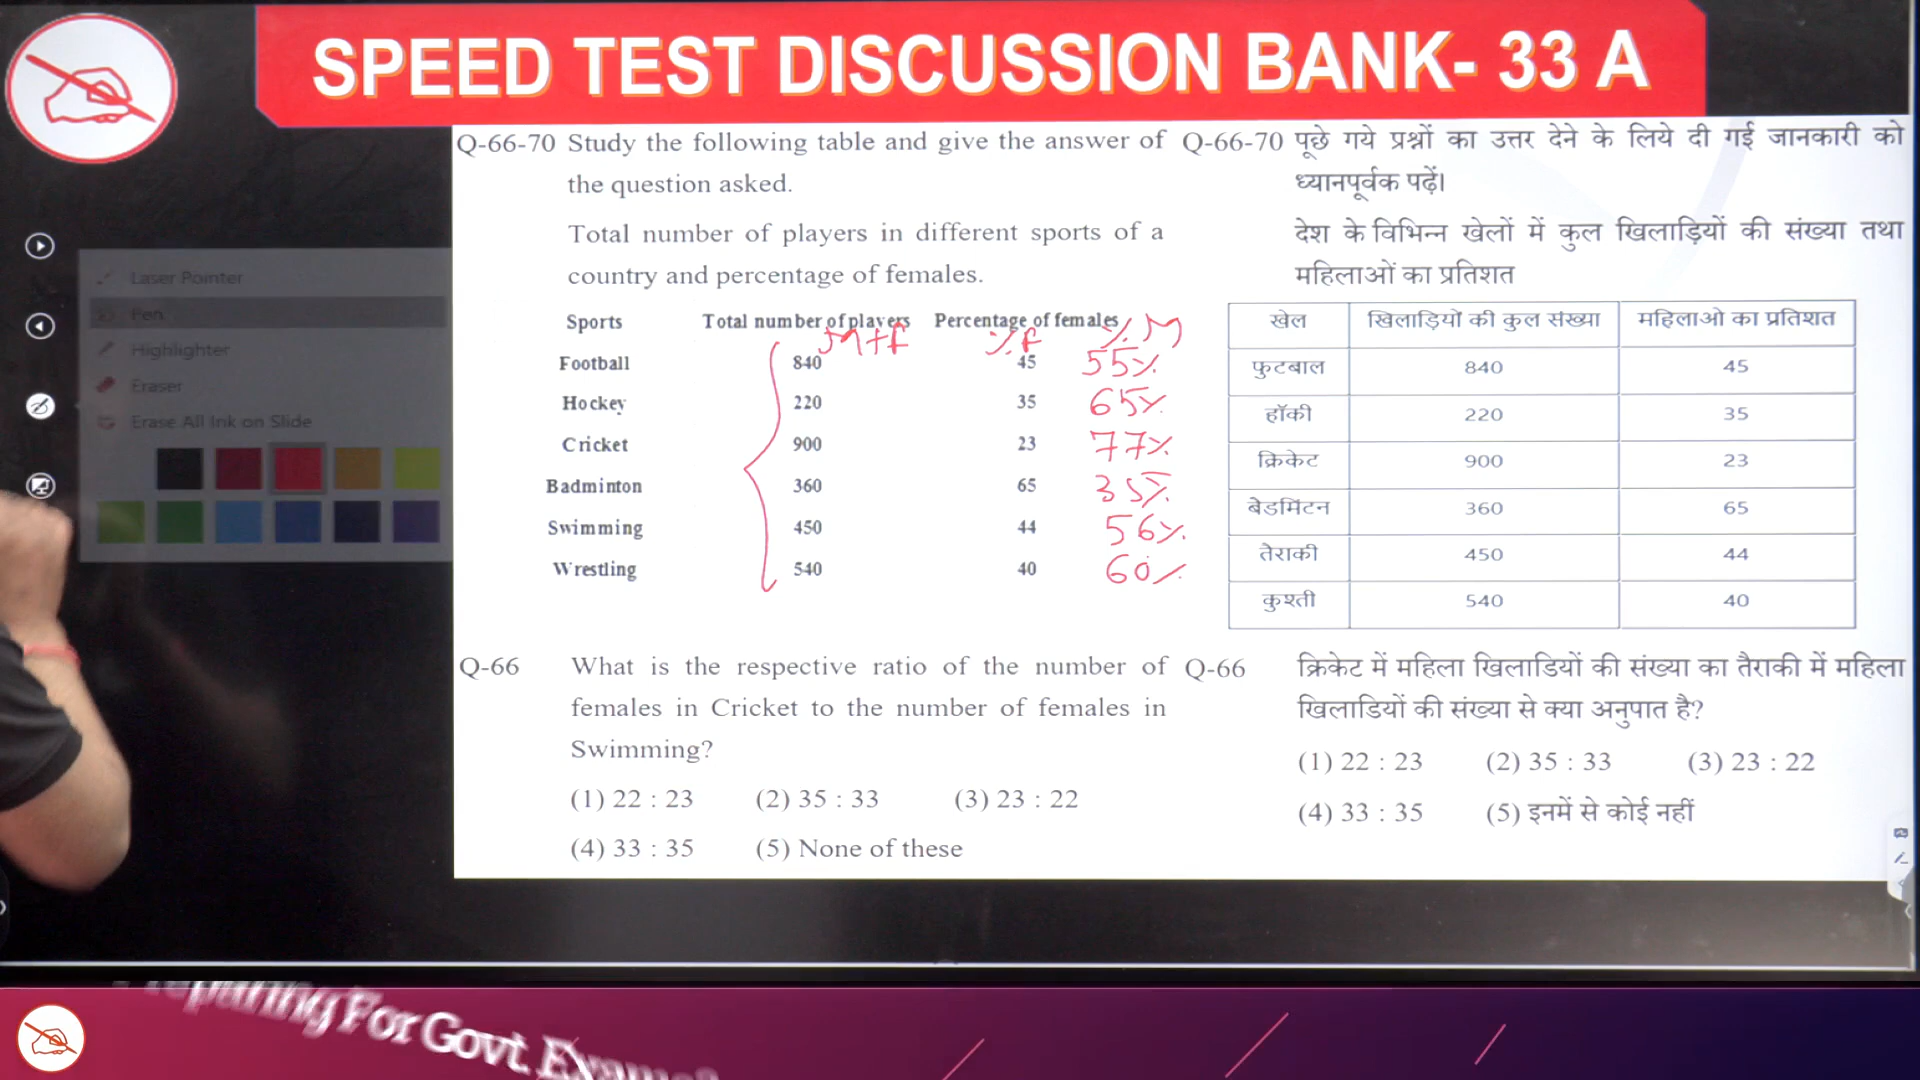 SPEED TEST DISCUSSION BANK- 33 A
Q-66-70 Study the following table and give the answer of
the question asked.
Total number of players in different sports of a
country and percentage of females.
Sports Total number of players Percentage of females %M
M+f %f
Football 840 45 55%
Hockey 220 35 65%
Cricket 900 23 77%
Badminton 360 65 35%
Swimming 450 44 56%
Wrestling 540 40 60%
Q-66 What is the respective ratio of the number of
females in Cricket to the number of females in
Swimming?
(1) 22 : 23 (2) 35 : 33 (3) 23 : 22
(4) 33 : 35 (5) None of these
Q-66-70 पूछे गये प्रश्नों का उत्तर देने के लिये दी गई जानकारी को
ध्यानपूर्वक पढ़ें।
देश के विभिन्न खेलों में कुल खिलाड़ियों की संख्या तथा
महिलाओं का प्रतिशत
खेल खिलाडियों की कुल संख्या महिलाओ का प्रतिशत
फुटबाल 840 45
हॉकी 220 35
क्रिकेट 900 23
बेडमिंटन 360 65
तेराकी 450 44
कुश्ती 540 40
Q-66 क्रिकेट में महिला खिलाडियों की संख्या का तैराकी में महिला
खिलाडियों की संख्या से क्या अनुपात है?
(1) 22 : 23 (2) 35 : 33 (3) 23 : 22
(4) 33 : 35 (5) इनमें से कोई नहीं
Laser Pointer
Pen
Highlighter
Eraser
Erase All Ink on Slide
Preparing For Govt. Exams?